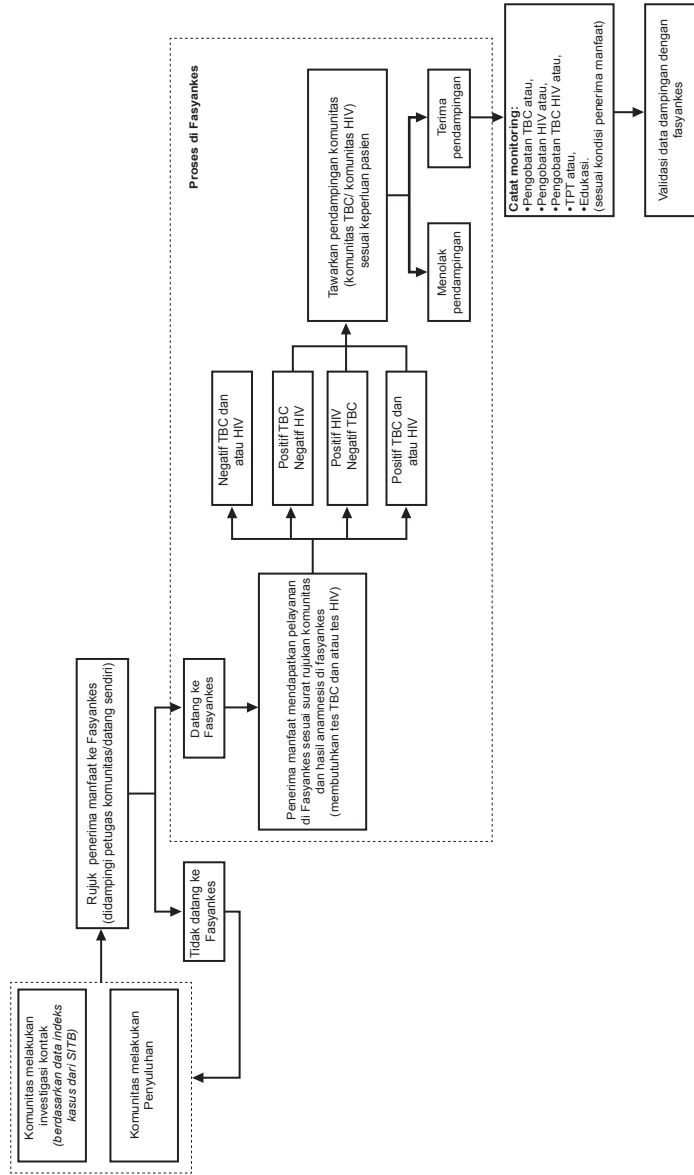 Komunitas melakukan
investigasi kontak
(berdasarkan data indeks
kasus dari SITB)
Komunitas melakukan
Penyuluhan
Rujuk penerima manfaat ke Fasyankes
(didampingi petugas komunitas/datang sendiri)
Tidak datang ke
Fasyankes
Datang ke
Fasyankes
Proses di Fasyankes
Penerima manfaat mendapatkan pelayanan
di Fasyankes sesuai surat rujukan komunitas
dan hasil anamnesis di fasyankes
(membutuhkan tes TBC dan atau tes HIV)
Negatif TBC dan
atau HIV
Positif TBC
Negatif HIV
Positif HIV
Negatif TBC
Positif TBC dan
atau HIV
Tawarkan pendampingan komunitas
(komunitas TBC/ komunitas HIV)
sesuai keperluan pasien
Menolak
pendampingan
Terima
pendampingan
Catat monitoring:
•Pengobatan TBC atau,
•Pengobatan HIV atau,
•Pengobatan TBC HIV atau,
•TPT atau,
•Edukasi.
(sesuai kondisi penerima manfaat)
Validasi data dampingan dengan
fasyankes